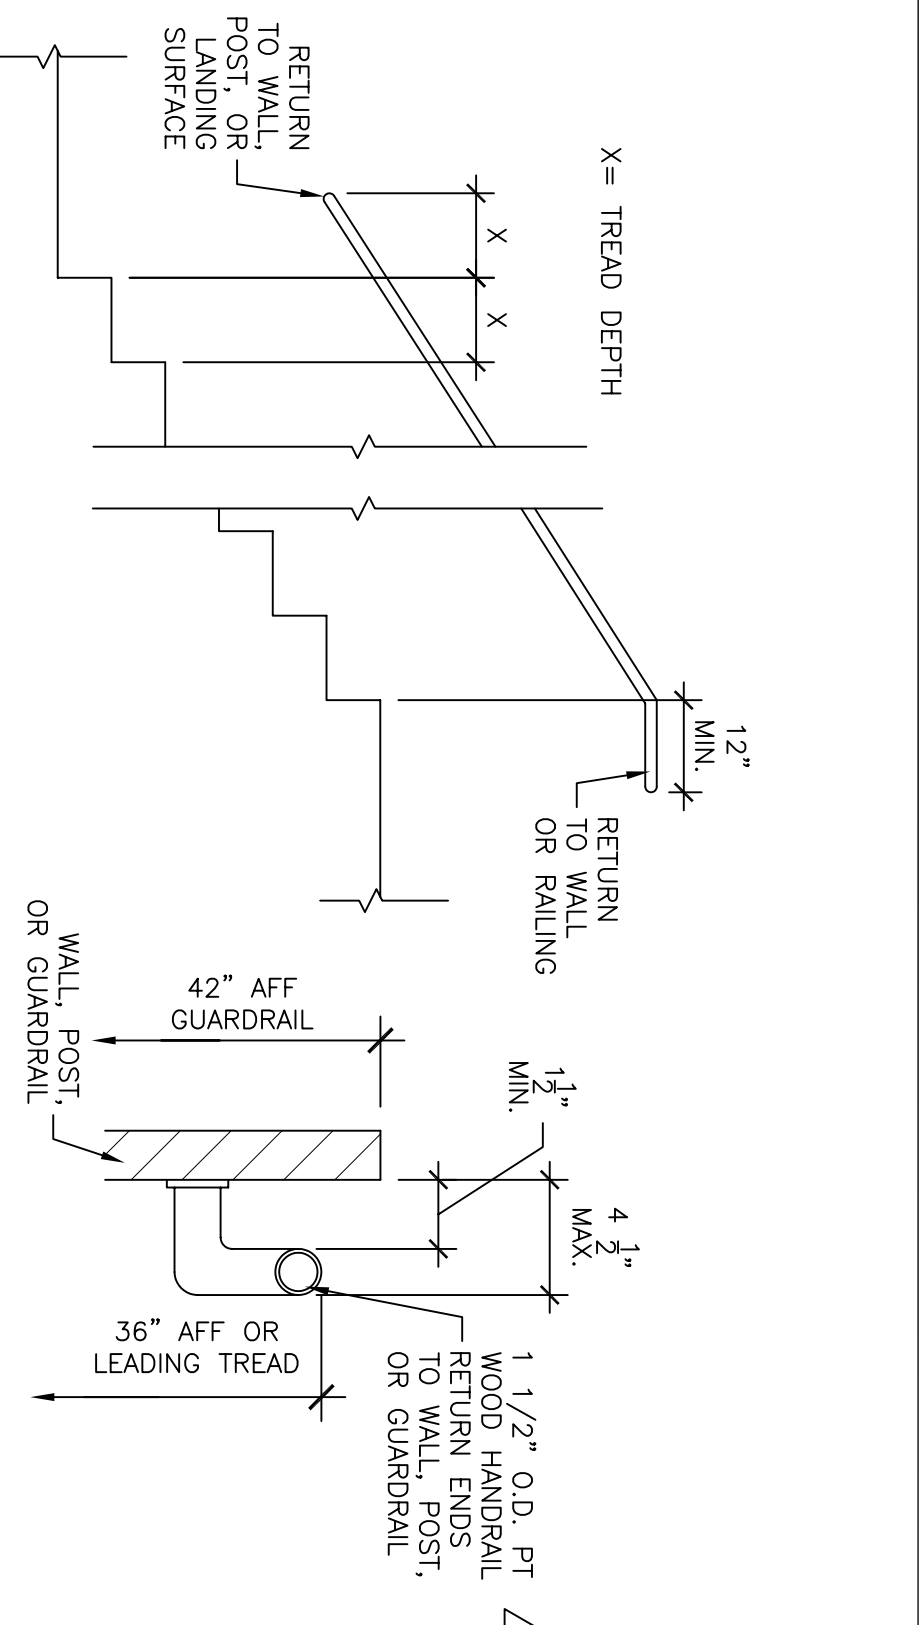 X= TREAD DEPTH
X
X
RETURN
TO WALL,
POST, OR
LANDING
SURFACE
12"
MIN.
RETURN
TO WALL
OR RAILING
42" AFF
GUARDRAIL
WALL, POST,
OR GUARDRAIL
1 1/2"
MIN.
4 1/2"
MAX.
36" AFF OR
LEADING TREAD
1 1/2" O.D. PT
WOOD HANDRAIL
RETURN ENDS
TO WALL, POST,
OR GUARDRAIL